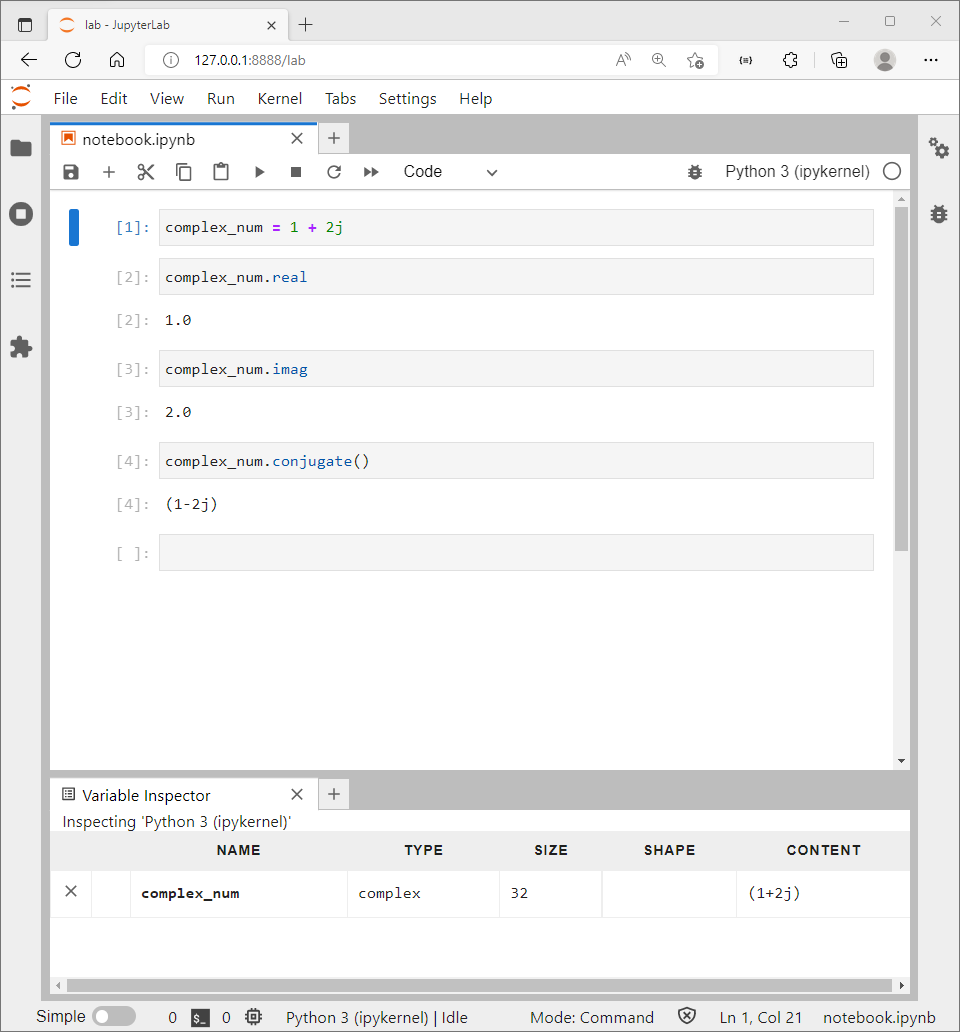 lab - JupyterLab
127.0.0.1:8888/lab
File Edit View Run Kernel Tabs Settings Help
notebook.ipynb
Code Python 3 (ipykernel)
[1]: complex_num = 1 + 2j
[2]: complex_num.real
[2]: 1.0
[3]: complex_num.imag
[3]: 2.0
[4]: complex_num.conjugate()
[4]: (1-2j)
[ ]:
Variable Inspector
Inspecting 'Python 3 (ipykernel)'
NAME TYPE SIZE SHAPE CONTENT
complex_num complex 32 (1+2j)
Simple 0 $_ 0 Python 3 (ipykernel) | Idle Mode: Command Ln 1, Col 21 notebook.ipynb